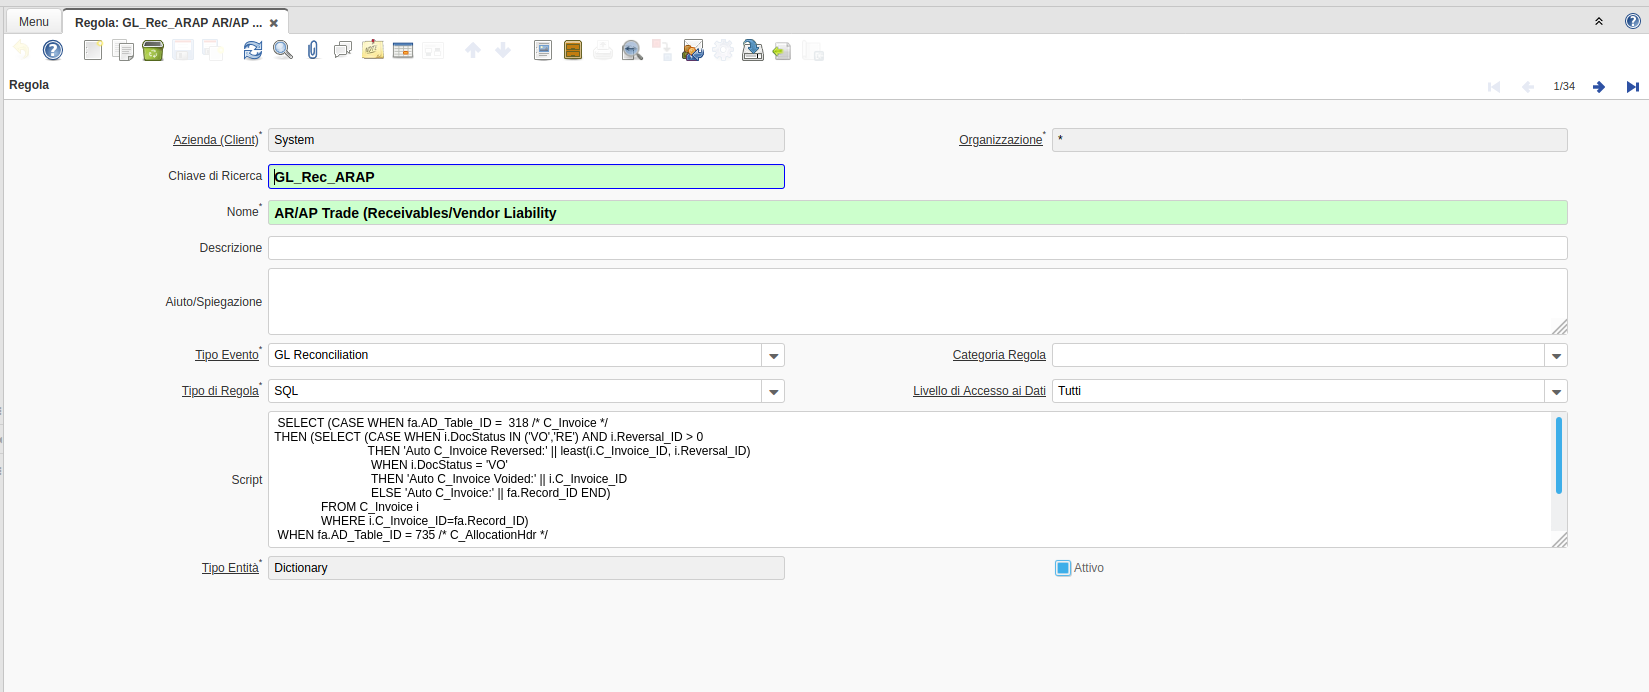 Menu
Regola: GL_Rec_ARAP AR/AP ...
Regola
1/34
Azienda (Client)* System
Organizzazione* *
Chiave di Ricerca GL_Rec_ARAP
Nome* AR/AP Trade (Receivables/Vendor Liability
Descrizione
Aiuto/Spiegazione
Tipo Evento* GL Reconciliation
Categoria Regola
Tipo di Regola* SQL
Livello di Accesso ai Dati Tutti
Script
SELECT (CASE WHEN fa.AD_Table_ID =  318 /* C_Invoice */
THEN (SELECT (CASE WHEN i.DocStatus IN ('VO','RE') AND i.Reversal_ID > 0
THEN 'Auto C_Invoice Reversed:' || least(i.C_Invoice_ID, i.Reversal_ID)
WHEN i.DocStatus = 'VO'
THEN 'Auto C_Invoice Voided:' || i.C_Invoice_ID
ELSE 'Auto C_Invoice:' || fa.Record_ID END)
FROM C_Invoice i
WHERE i.C_Invoice_ID=fa.Record_ID)
WHEN fa.AD_Table_ID = 735 /* C_AllocationHdr */
Tipo Entità* Dictionary
Attivo